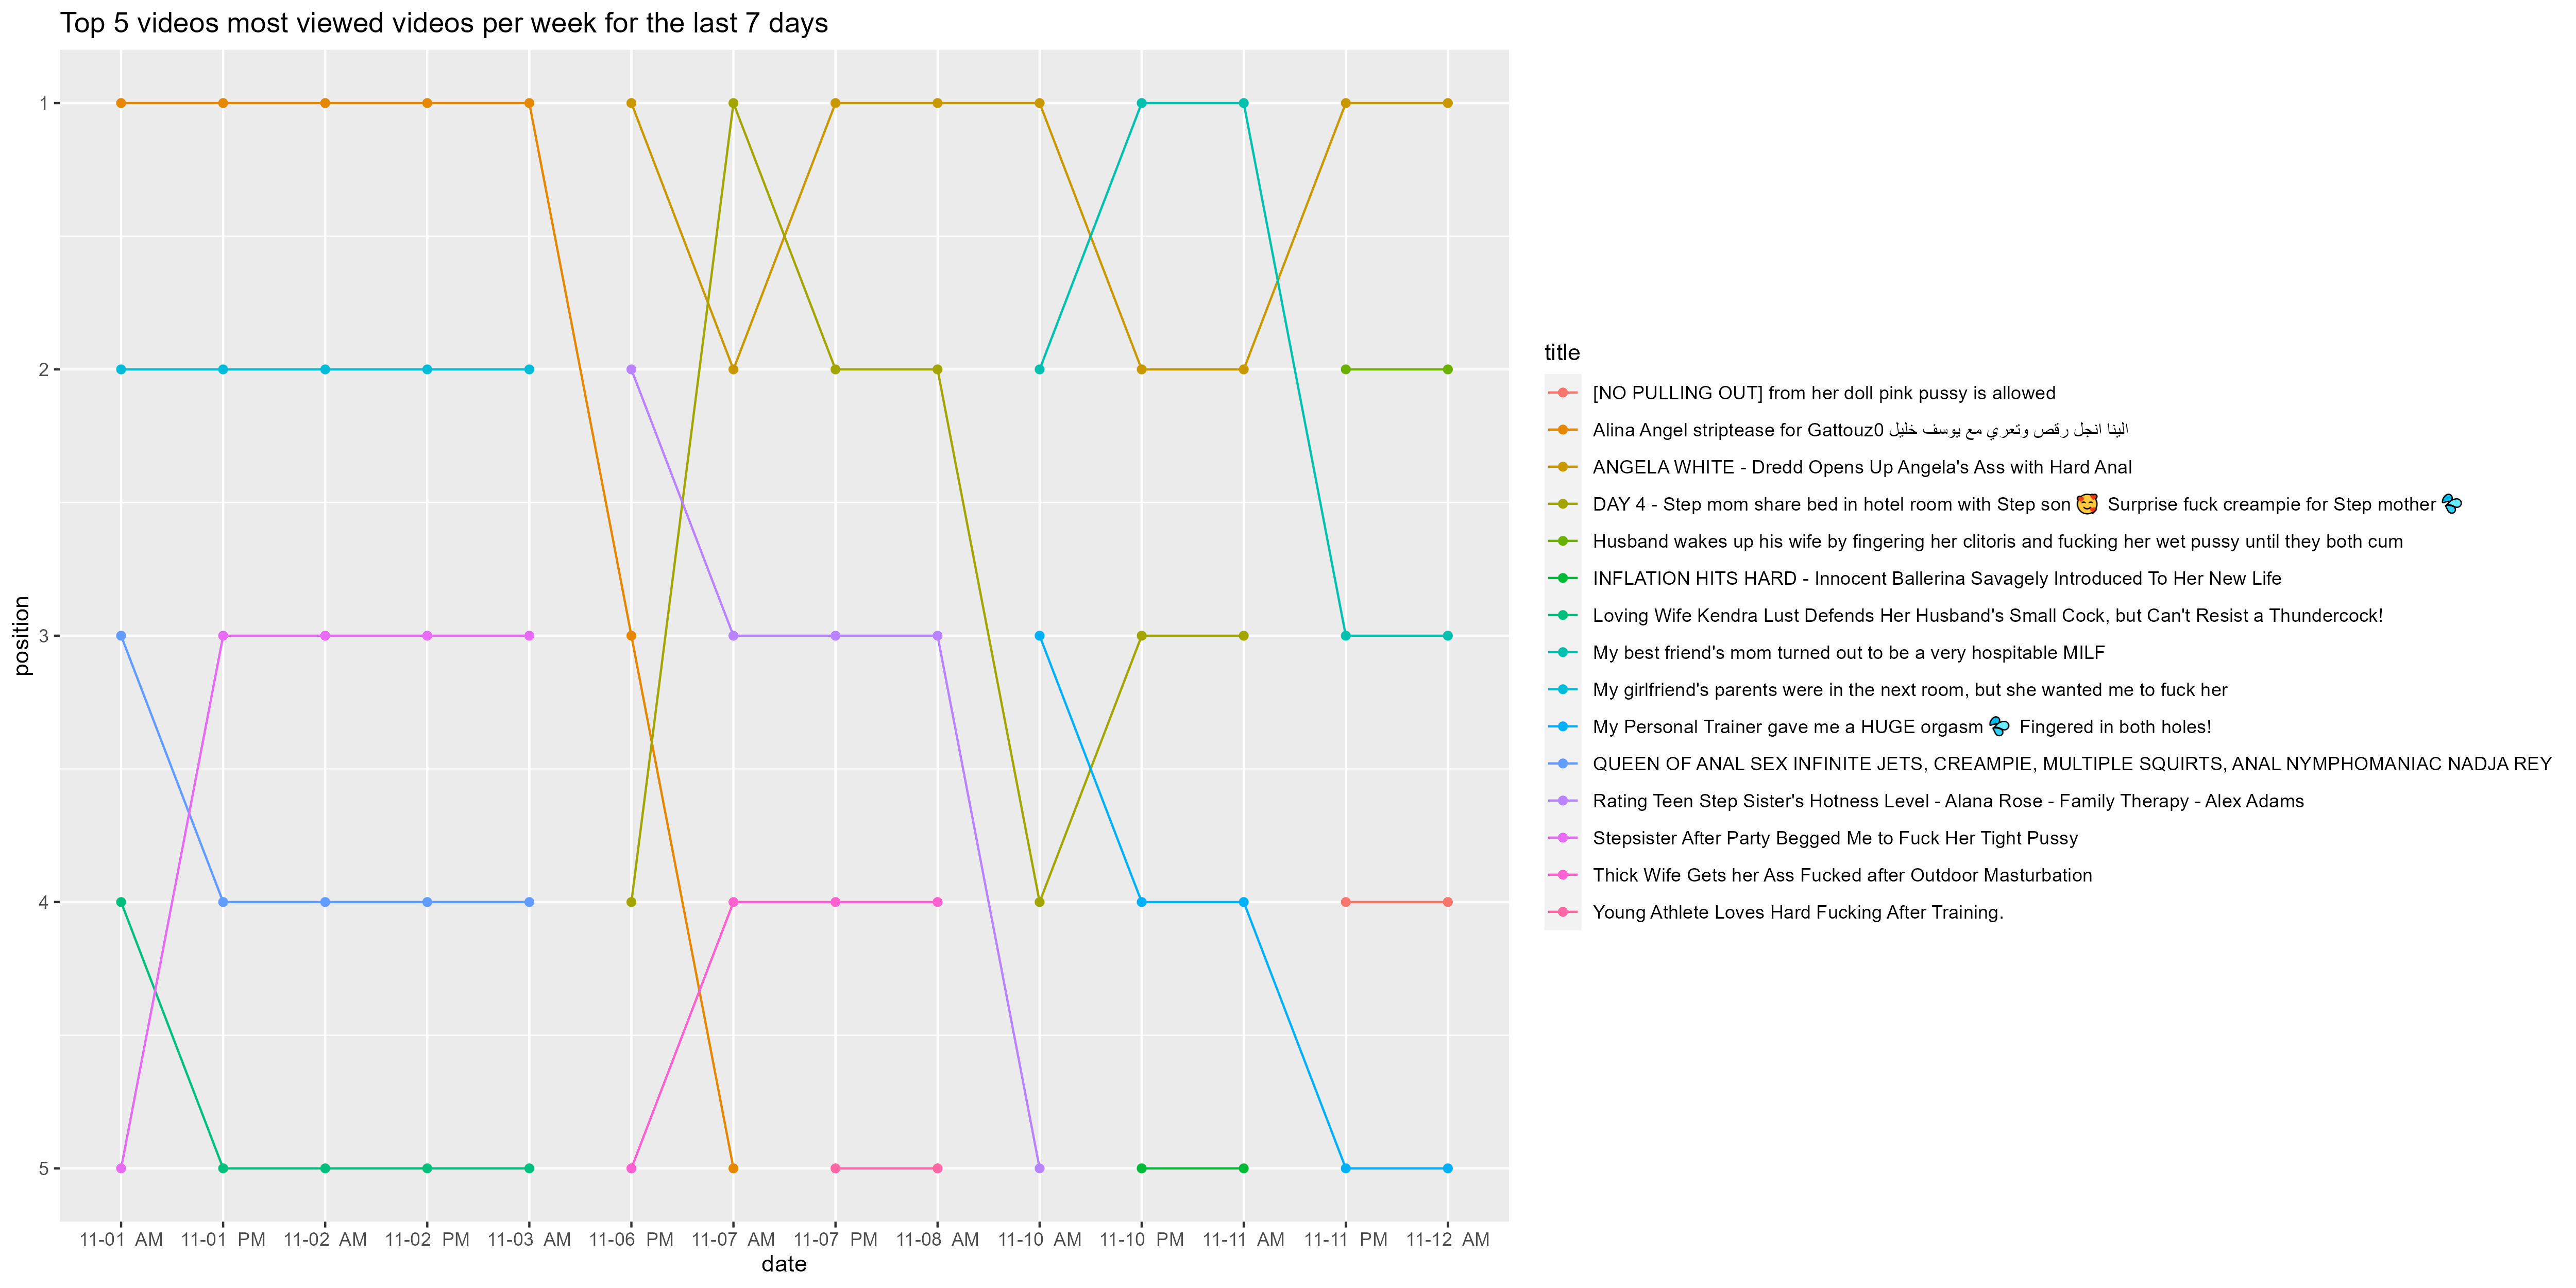 Top 5 videos most viewed videos per week for the last 7 days
position
1
2
3
4
5
11-01 AM 11-01 PM 11-02 AM 11-02 PM 11-03 AM 11-06 PM 11-07 AM 11-07 PM 11-08 AM 11-10 AM 11-10 PM 11-11 AM 11-11 PM 11-12 AM
date
title
[NO PULLING OUT] from her doll pink pussy is allowed
Alina Angel striptease for Gattouz0 الينا انجل رقص وتعري مع يوسف خليل
ANGELA WHITE - Dredd Opens Up Angela's Ass with Hard Anal
DAY 4 - Step mom share bed in hotel room with Step son 🥰 Surprise fuck creampie for Step mother 💦
Husband wakes up his wife by fingering her clitoris and fucking her wet pussy until they both cum
INFLATION HITS HARD - Innocent Ballerina Savagely Introduced To Her New Life
Loving Wife Kendra Lust Defends Her Husband's Small Cock, but Can't Resist a Thundercock!
My best friend's mom turned out to be a very hospitable MILF
My girlfriend's parents were in the next room, but she wanted me to fuck her
My Personal Trainer gave me a HUGE orgasm 💦 Fingered in both holes!
QUEEN OF ANAL SEX INFINITE JETS, CREAMPIE, MULTIPLE SQUIRTS, ANAL NYMPHOMANIAC NADJA REY
Rating Teen Step Sister's Hotness Level - Alana Rose - Family Therapy - Alex Adams
Stepsister After Party Begged Me to Fuck Her Tight Pussy
Thick Wife Gets her Ass Fucked after Outdoor Masturbation
Young Athlete Loves Hard Fucking After Training.